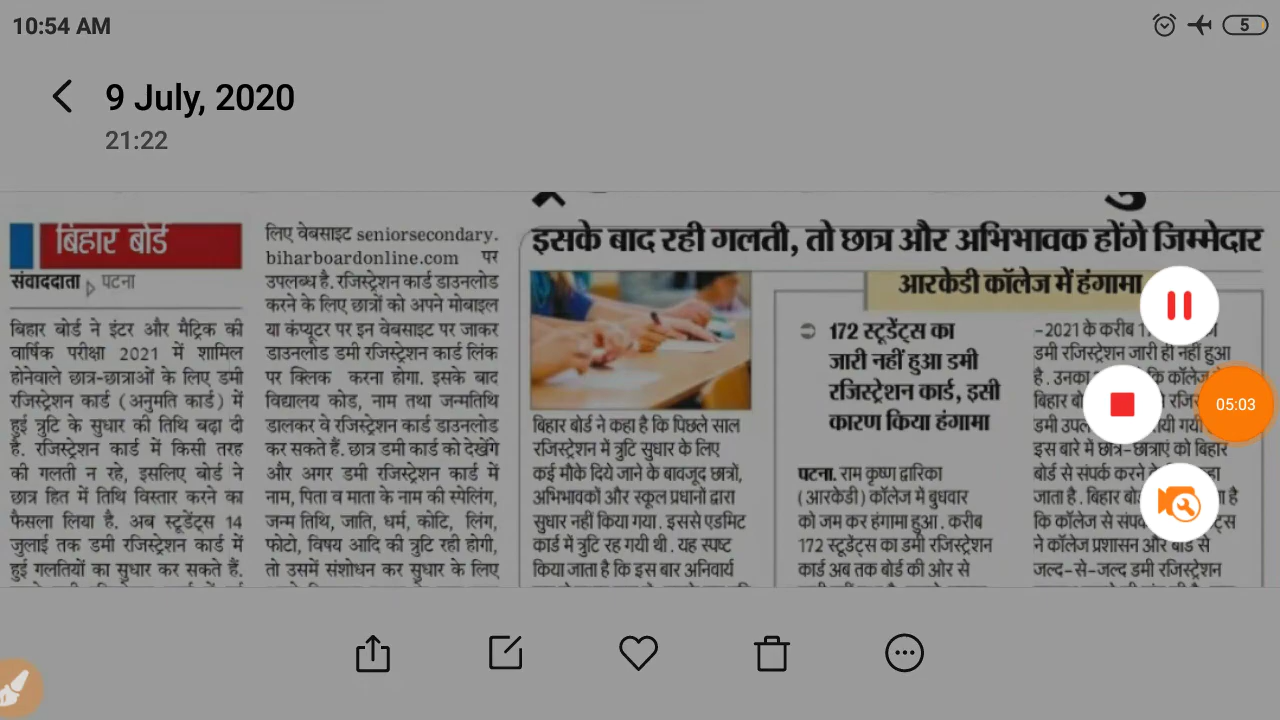 10:54 AM
5
9 July, 2020
21:22
बिहार बोर्ड
संवाददाता पटना
बिहार बोर्ड ने इंटर और मैट्रिक की
वार्षिक परीक्षा 2021 में शामिल
होनेवाले छात्र-छात्राओं के लिए डमी
रजिस्ट्रेशन कार्ड (अनुमति कार्ड) में
हुई त्रुटि के सुधार की तिथि बढ़ा दी
है. रजिस्ट्रेशन कार्ड में किसी तरह
की गलती न रहे, इसलिए बोर्ड ने
छात्र हित में तिथि विस्तार करने का
फैसला लिया है. अब स्टूडेंट्स 14
जुलाई तक डमी रजिस्ट्रेशन कार्ड में
हुई गलतियों का सुधार कर सकते हैं.
लिए वेबसाइट seniorsecondary.
biharboardonline.com पर
उपलब्ध है. रजिस्ट्रेशन कार्ड डाउनलोड
करने के लिए छात्रों को अपने मोबाइल
या कंप्यूटर पर इन वेबसाइट पर जाकर
डाउनलोड डमी रजिस्ट्रेशन कार्ड लिंक
पर क्लिक करना होगा. इसके बाद
विद्यालय कोड, नाम तथा जन्मतिथि
डालकर वे रजिस्ट्रेशन कार्ड डाउनलोड
कर सकते हैं. छात्र डमी कार्ड को देखेंगे
और अगर डमी रजिस्ट्रेशन कार्ड में
नाम, पिता व माता के नाम की स्पेलिंग,
जन्म तिथि, जाति, धर्म, कोटि, लिंग,
फोटो, विषय आदि की त्रुटि रही होगी,
तो उसमें संशोधन कर सुधार के लिए
इसके बाद रही गलती, तो छात्र और अभिभावक होंगे जिम्मेदार
बिहार बोर्ड ने कहा है कि पिछले साल
रजिस्ट्रेशन में त्रुटि सुधार के लिए
कई मौके दिये जाने के बावजूद छात्रों,
अभिभावकों और स्कूल प्रधानों द्वारा
सुधार नहीं किया गया. इससे एडमिट
कार्ड में त्रुटि रह गयी थी. यह स्पष्ट
किया जाता है कि इस बार अनिवार्य
आरकेडी कॉलेज में हंगामा
172 स्टूडेंट्स का
जारी नहीं हुआ डमी
रजिस्ट्रेशन कार्ड, इसी
कारण किया हंगामा
पटना. राम कृष्ण द्वारिका
(आरकेडी) कॉलेज में बुधवार
को जम कर हंगामा हुआ. करीब
172 स्टूडेंट्स का डमी रजिस्ट्रेशन
कार्ड अब तक बोर्ड की ओर से
-2021 के करीब
डमी रजिस्ट्रेशन जारी ही नहीं हुआ
है. उनका कि कॉलेज
बिहार
डमी
इस बारे में छात्र-छात्राएं को बिहार
बोर्ड से संपर्क करने
जाता है. बिहार है
कि कॉलेज से
ने कॉलेज प्रशासन और बोर्ड से
जल्द-से-जल्द डमी रजिस्ट्रेशन
05:03